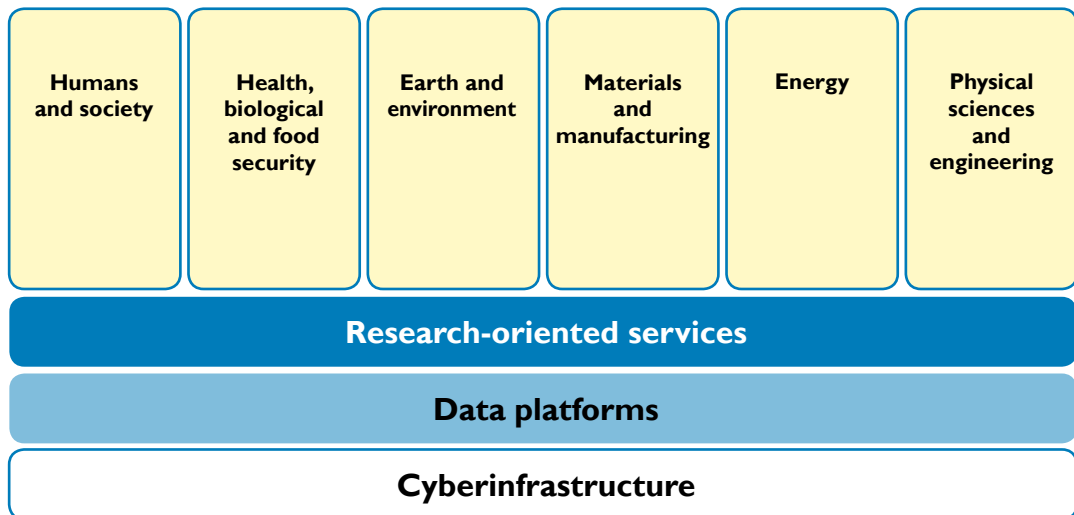 Humans
and society
Health,
biological
and food
security
Earth and
environment
Materials
and
manufacturing
Energy
Physical
sciences
and
engineering
Research-oriented services
Data platforms
Cyberinfrastructure